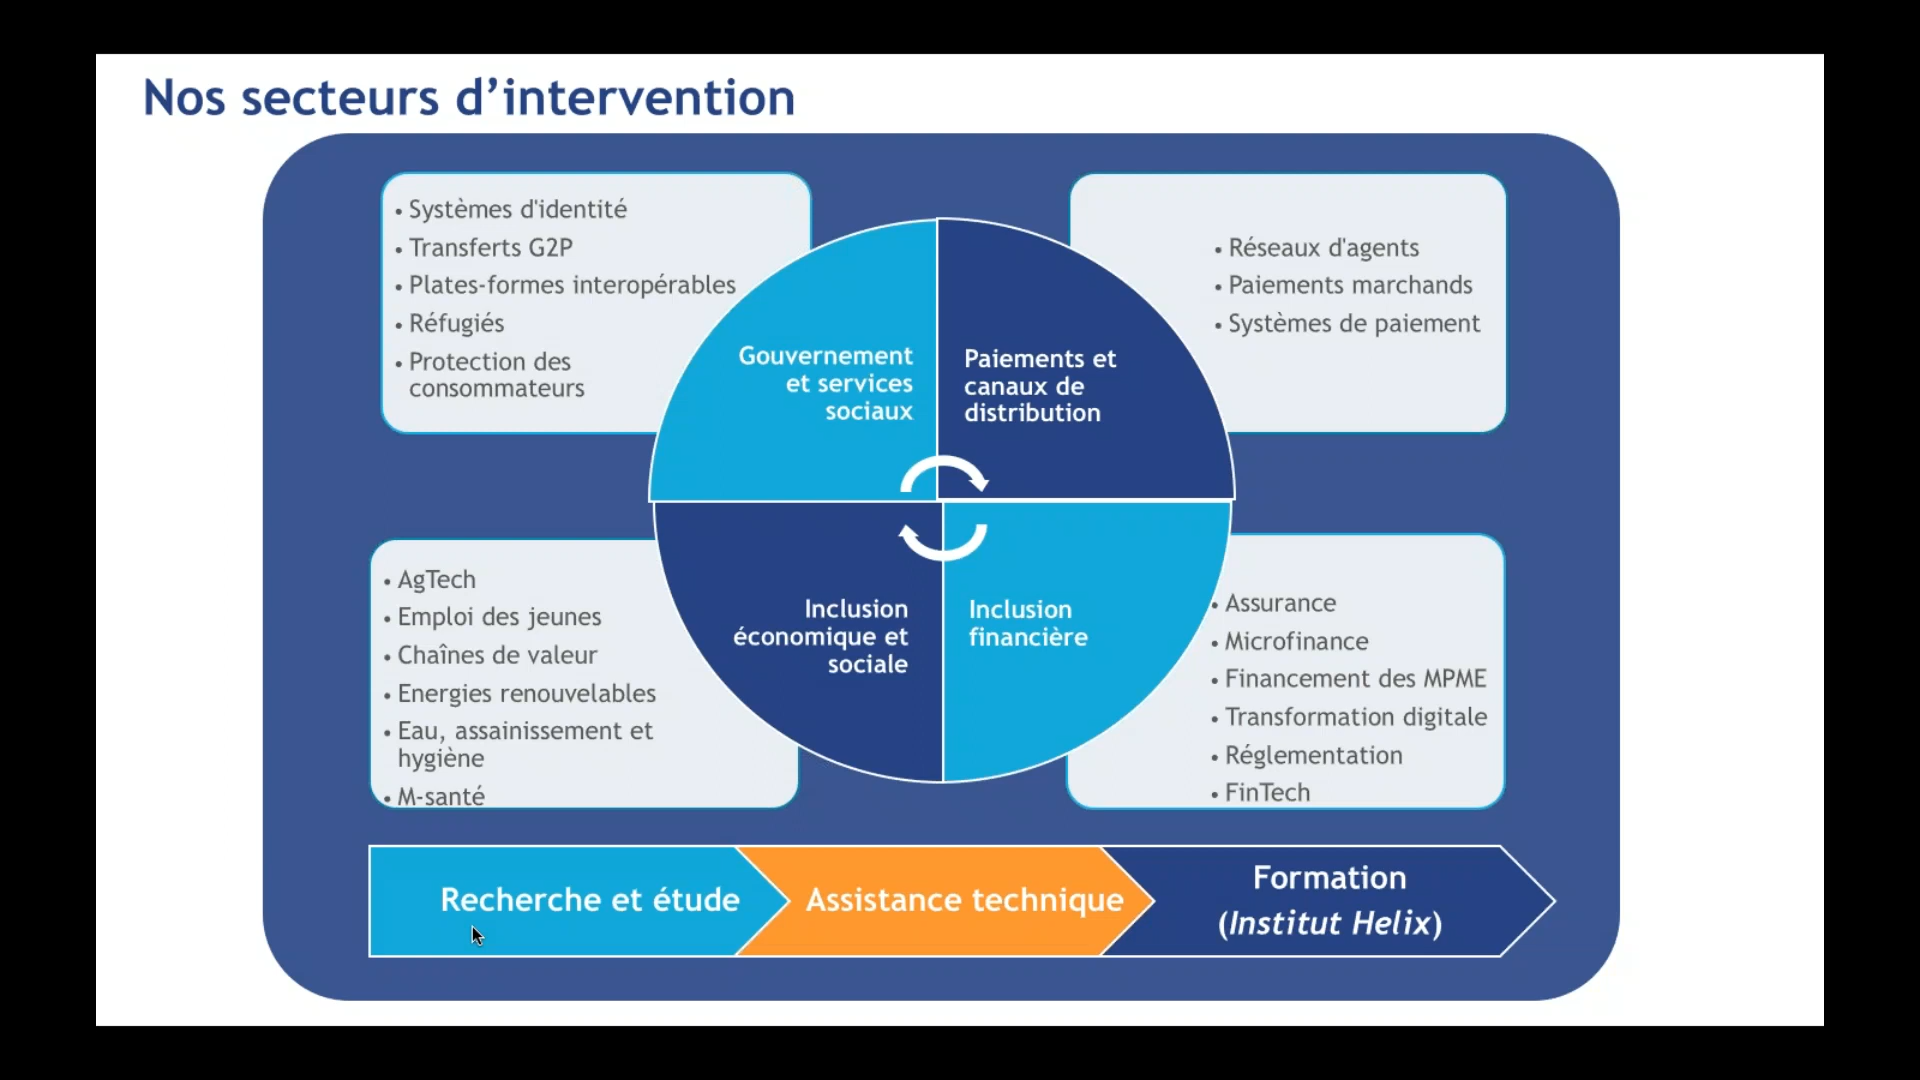 Nos secteurs d’intervention
• Systèmes d'identité
• Transferts G2P
• Plates-formes interopérables
• Réfugiés
• Protection des
consommateurs
• Réseaux d'agents
• Paiements marchands
• Systèmes de paiement
Gouvernement
et services
sociaux
Paiements et
canaux de
distribution
Inclusion
économique et
sociale
Inclusion
financière
• AgTech
• Emploi des jeunes
• Chaînes de valeur
• Energies renouvelables
• Eau, assainissement et
hygiène
• M-santé
• Assurance
• Microfinance
• Financement des MPME
• Transformation digitale
• Réglementation
• FinTech
Recherche et étude
Assistance technique
Formation
(Institut Helix)